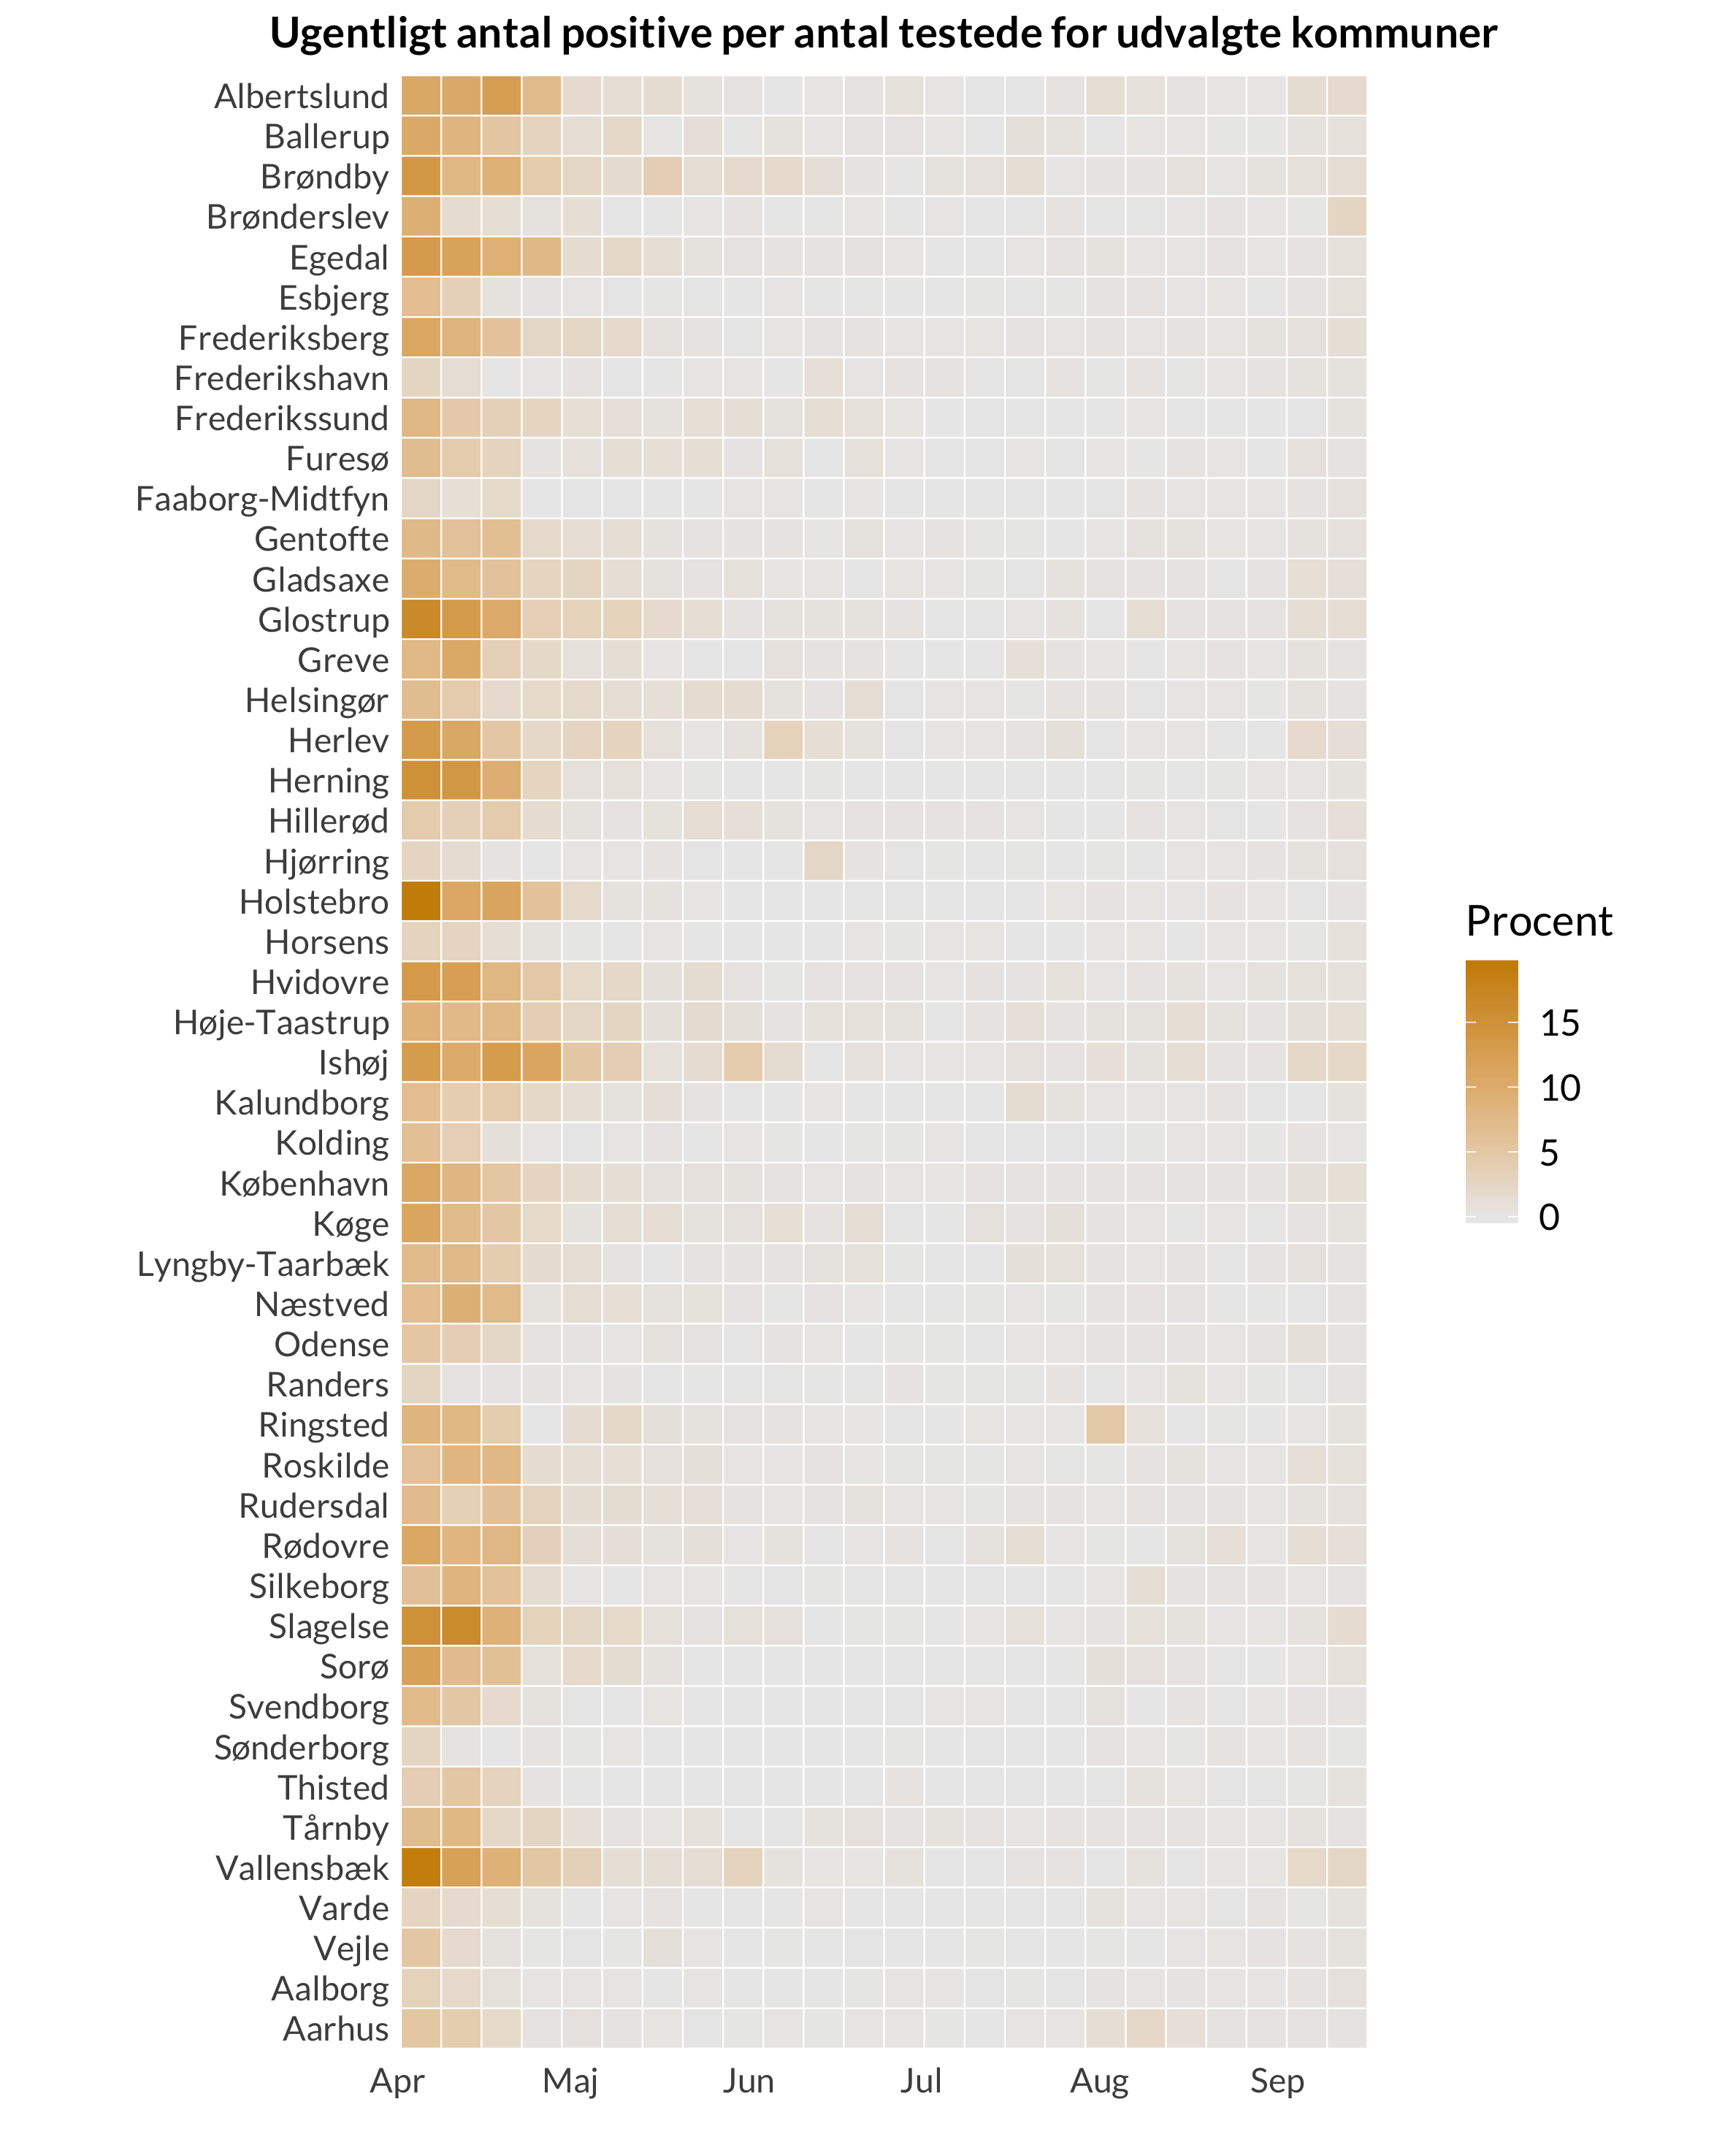 Ugentligt antal positive per antal testede for udvalgte kommuner
Albertslund
Ballerup
Brøndby
Brønderslev
Egedal
Esbjerg
Frederiksberg
Frederikshavn
Frederikssund
Furesø
Faaborg-Midtfyn
Gentofte
Gladsaxe
Glostrup
Greve
Helsingør
Herlev
Herning
Hillerød
Hjørring
Holstebro
Horsens
Hvidovre
Høje-Taastrup
Ishøj
Kalundborg
Kolding
København
Køge
Lyngby-Taarbæk
Næstved
Odense
Randers
Ringsted
Roskilde
Rudersdal
Rødovre
Silkeborg
Slagelse
Sorø
Svendborg
Sønderborg
Thisted
Tårnby
Vallensbæk
Varde
Vejle
Aalborg
Aarhus
Apr Maj Jun Jul Aug Sep
Procent
15
10
5
0